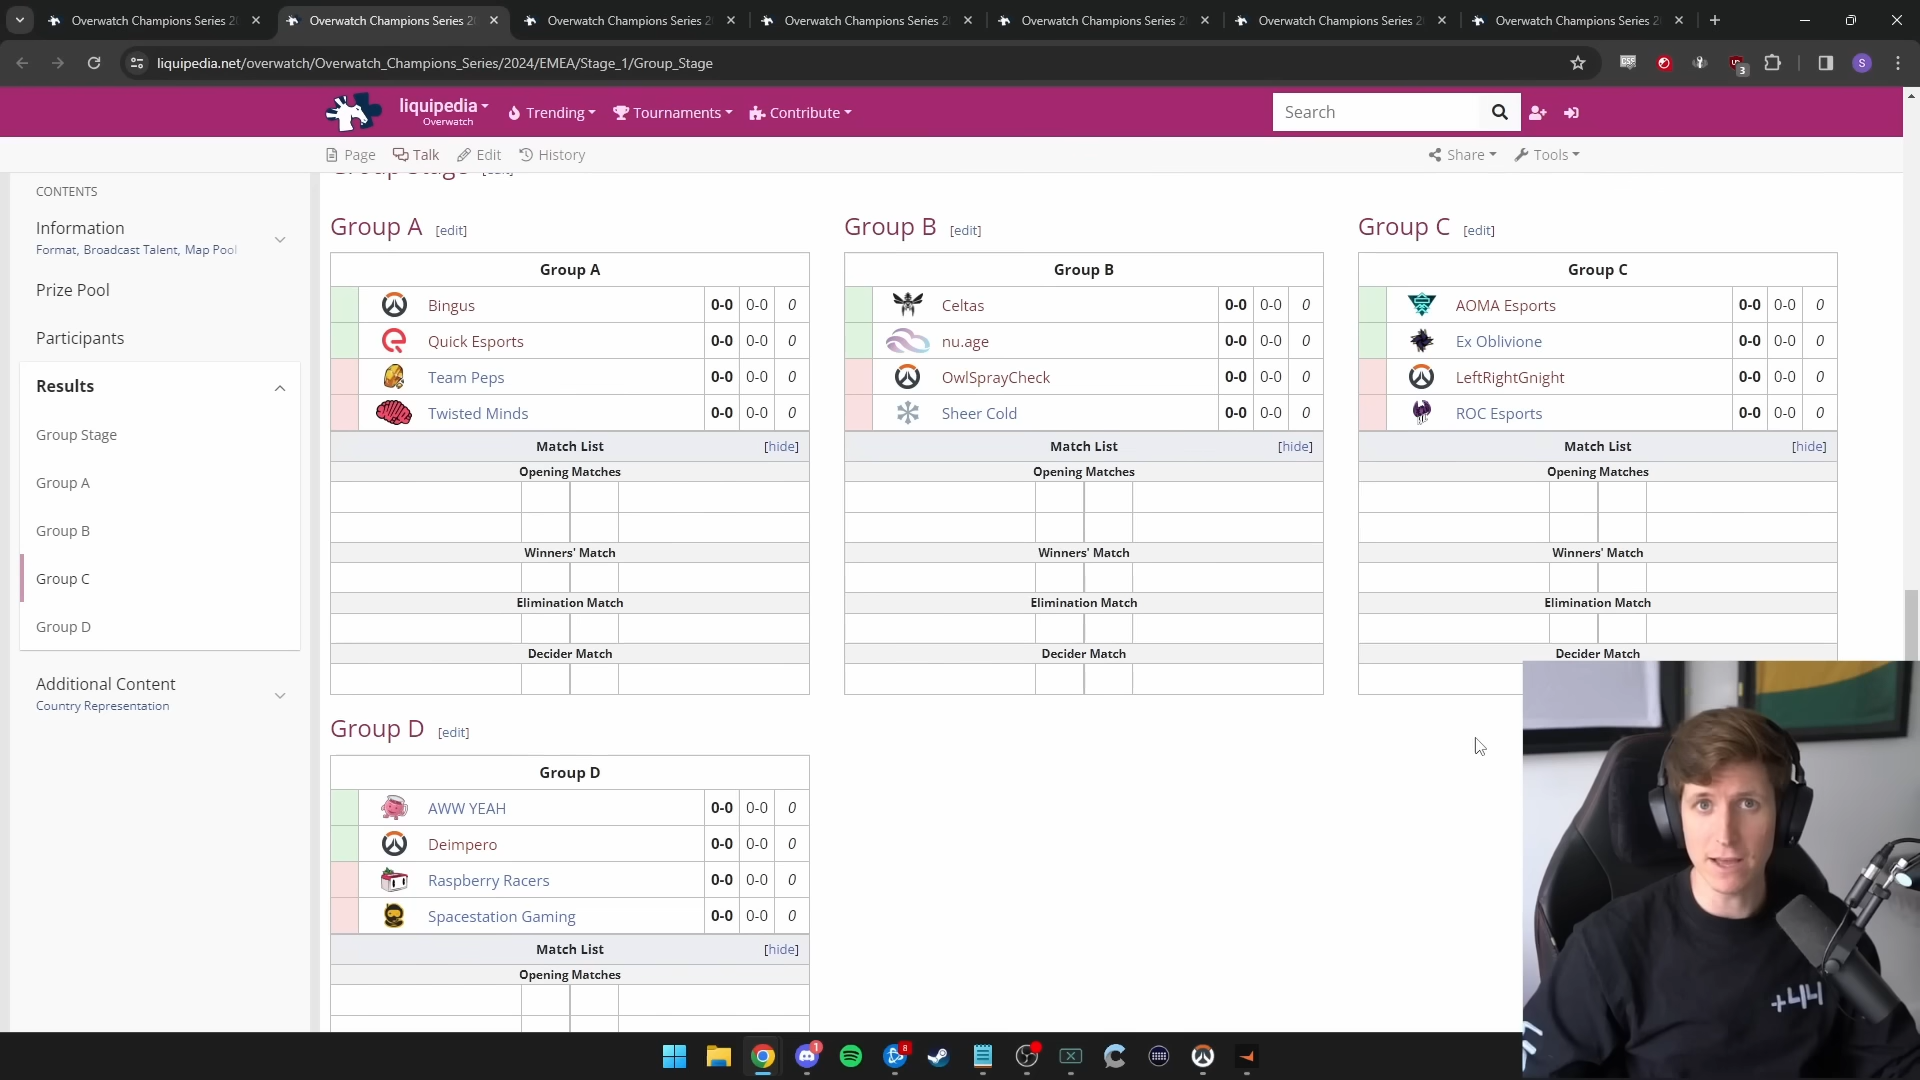 Overwatch Champions Series 20
Overwatch Champions Series 2
Overwatch Champions Series 2
Overwatch Champions Series 2
Overwatch Champions Series 2
Overwatch Champions Series 2
Overwatch Champions Series 2
liquipedia.net/overwatch/Overwatch_Champions_Series/2024/EMEA/Stage_1/Group_Stage
3
S
liquipedia
Overwatch
Trending
Tournaments
Contribute
Search
Page
Talk
Edit
History
Share
Tools
CONTENTS
Information
Format, Broadcast Talent, Map Pool
Prize Pool
Participants
Results
Group Stage
Group A
Group B
Group C
Group D
Additional Content
Country Representation
Group Stage [edit]
Group A [edit]
Group A
Bingus 0-0 0-0 0
Quick Esports 0-0 0-0 0
Team Peps 0-0 0-0 0
Twisted Minds 0-0 0-0 0
Match List [hide]
Opening Matches
Winners' Match
Elimination Match
Decider Match
Group B [edit]
Group B
Celtas 0-0 0-0 0
nu.age 0-0 0-0 0
OwlSprayCheck 0-0 0-0 0
Sheer Cold 0-0 0-0 0
Match List [hide]
Opening Matches
Winners' Match
Elimination Match
Decider Match
Group C [edit]
Group C
AOMA Esports 0-0 0-0 0
Ex Oblivione 0-0 0-0 0
LeftRightGnight 0-0 0-0 0
ROC Esports 0-0 0-0 0
Match List [hide]
Opening Matches
Winners' Match
Elimination Match
Decider Match
Group D [edit]
Group D
AWW YEAH 0-0 0-0 0
Deimpero 0-0 0-0 0
Raspberry Racers 0-0 0-0 0
Spacestation Gaming 0-0 0-0 0
Match List [hide]
Opening Matches
+44
1
8